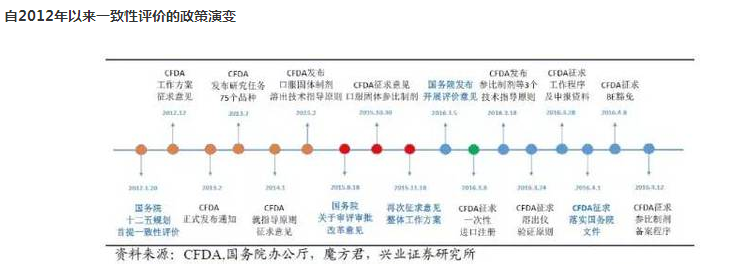 自2012年以来一致性评价的政策演变
CFDA
工作方案
征求意见
2012.12
CFDA
发布研究任务
75个品种
2013.7
CFDA发布
口服固体制剂
溶出技术指导原则
2015.2
CFDA征求意见
口服固体参比制剂
2015.10.30
国务院发布
开展评价意见
2016.3.5
CFDA发布
参比制剂等3个
技术指导原则
2016.3.18
CFDA征求
工作程序
及申报资料
2016.3.28
CFDA征求
BE豁免
2016.4.8
2012.1.20
国务院
十二五规划
首提一致性评价
2013.2
CFDA
正式发布通知
2014.1
CFDA
就指导原则
征求意见
2015.8.18
国务院
关于审评审批
改革意见
2015.11.18
再次征求意见
整体工作方案
2016.3.8
CFDA征求
一次性
进口注册
2016.3.24
CFDA征求
溶出仪
验证原则
2016.4.1
CFDA征求
落实国务院
文件
2016.4.12
CFDA征求
参比制剂
备案程序
资料来源：CFDA,国务院办公厅，魔方君，兴业证券研究所